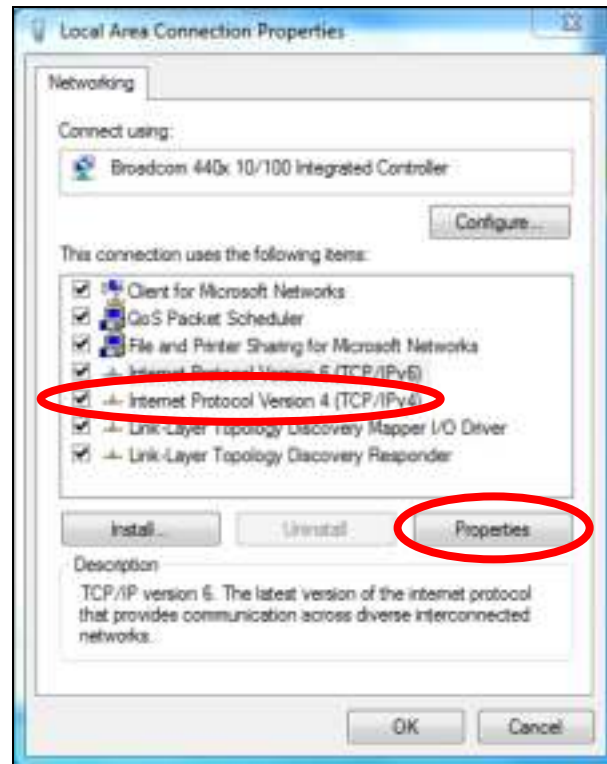 Local Area Connection Properties
Networking
Connect using:
Broadcom 440x 10/100 Integrated Controller
Configure...
This connection uses the following items:
Client for Microsoft Networks
QoS Packet Scheduler
File and Printer Sharing for Microsoft Networks
Internet Protocol Version 6 (TCP/IPv6)
Internet Protocol Version 4 (TCP/IPv4)
Link-Layer Topology Discovery Mapper I/O Driver
Link-Layer Topology Discovery Responder
Install... Uninstall Properties
Description
TCP/IP version 6. The latest version of the internet protocol
that provides communication across diverse interconnected
networks.
OK Cancel